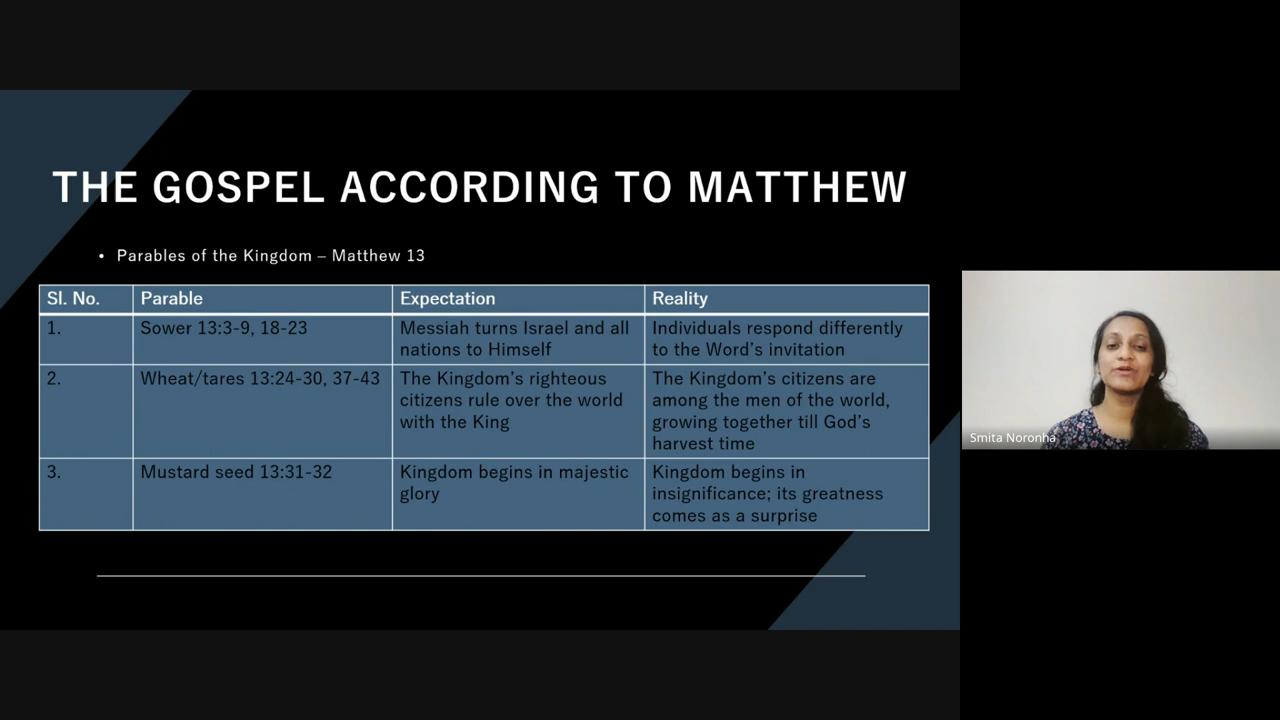 THE GOSPEL ACCORDING TO MATTHEW
• Parables of the Kingdom – Matthew 13
Sl. No. Parable Expectation Reality
1. Sower 13:3-9, 18-23 Messiah turns Israel and all Individuals respond differently
nations to Himself to the Word's invitation
2. Wheat/tares 13:24-30, 37-43 The Kingdom's righteous The Kingdom's citizens are
citizens rule over the world among the men of the world,
with the King growing together till God's
harvest time
3. Mustard seed 13:31-32 Kingdom begins in majestic Kingdom begins in
glory insignificance; its greatness
comes as a surprise
Smita Noronha